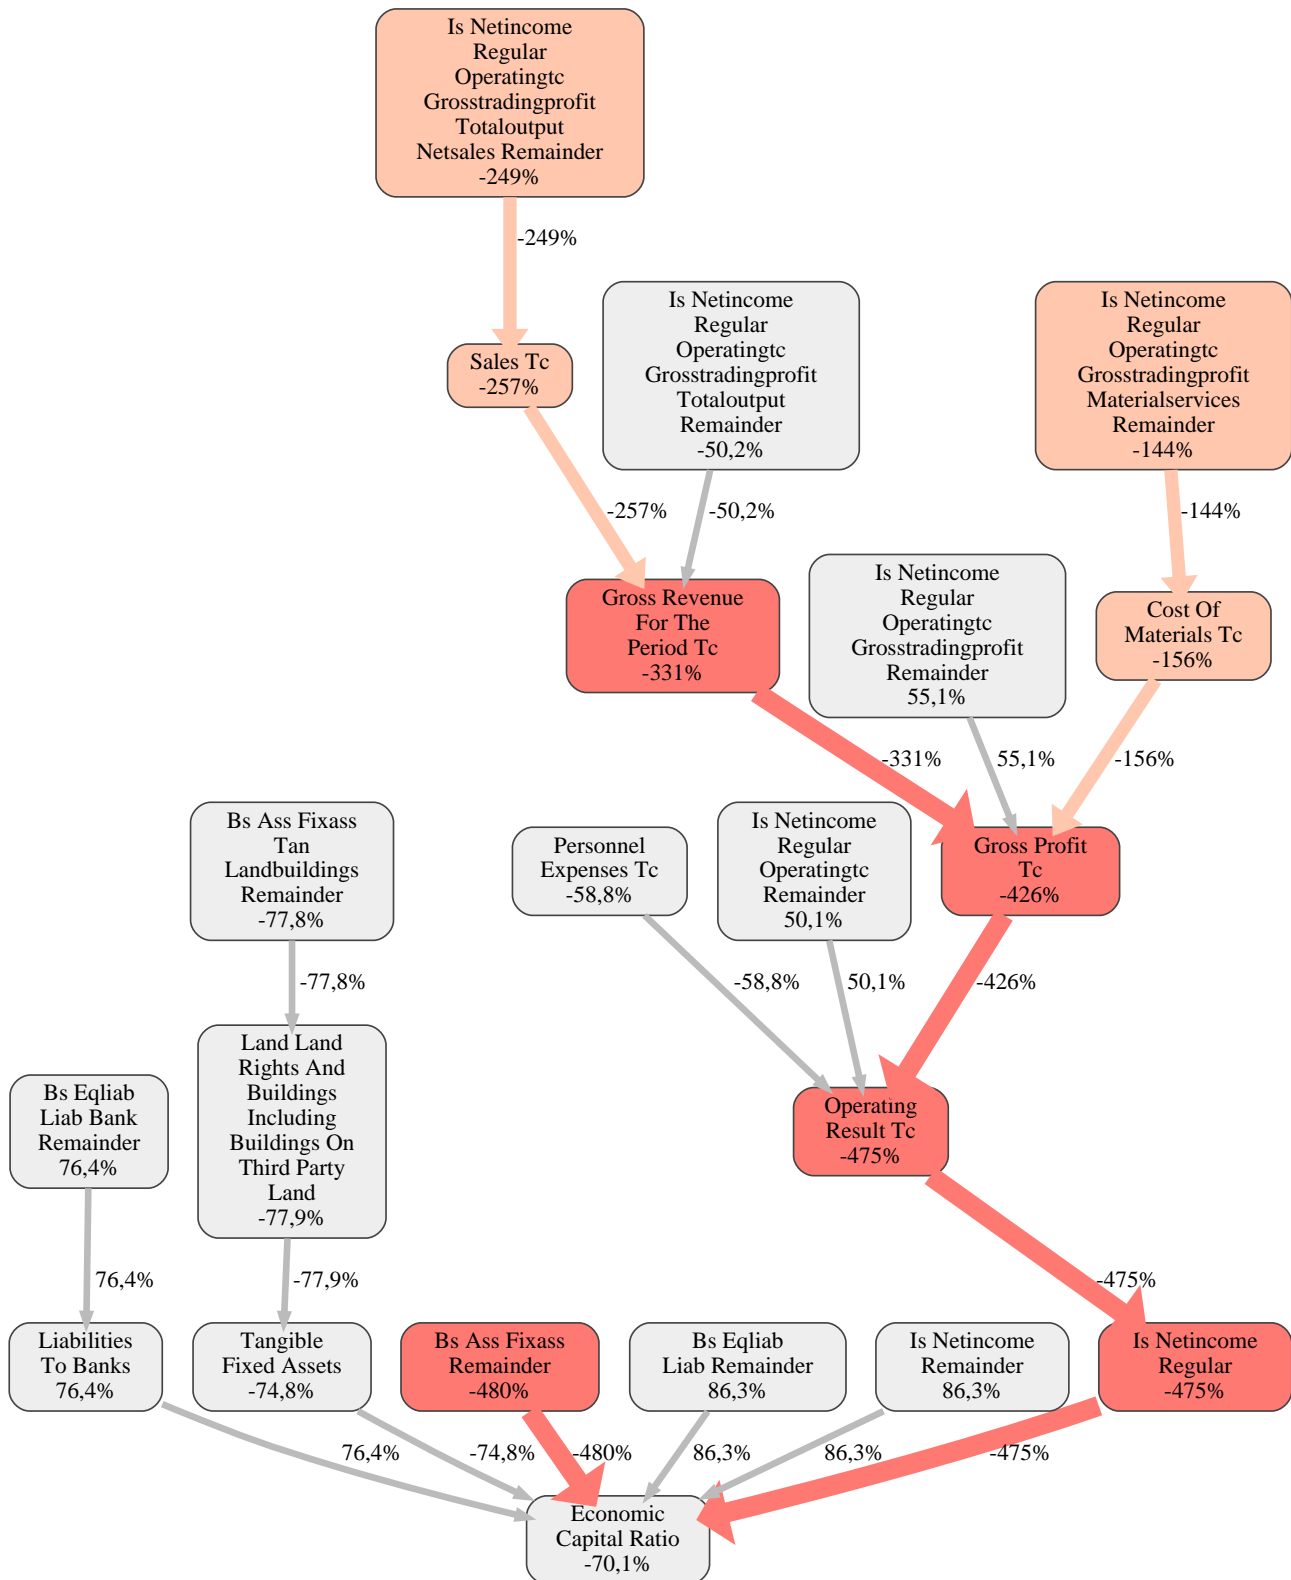 Is Netincome
Regular
Operatingtc
Grosstradingprofit
Totaloutput
Netsales Remainder
-249%
-249%
Is Netincome
Regular
Operatingtc
Grosstradingprofit
Totaloutput
Remainder
-50,2%
Is Netincome
Regular
Operatingtc
Grosstradingprofit
Materialservices
Remainder
-144%
Sales Tc
-257%
-257%
-50,2%
-144%
Is Netincome
Regular
Operatingtc
Grosstradingprofit
Remainder
55,1%
Gross Revenue
For The
Period Tc
-331%
Cost Of
Materials Tc
-156%
-331%
55,1%
-156%
Bs Ass Fixass
Tan
Landbuildings
Remainder
-77,8%
Personnel
Expenses Tc
-58,8%
Is Netincome
Regular
Operatingtc
Remainder
50,1%
Gross Profit
Tc
-426%
-77,8%
-58,8%
50,1%
-426%
Bs Eqliab
Liab Bank
Remainder
76,4%
Land Land
Rights And
Buildings
Including
Buildings On
Third Party
Land
-77,9%
Operating
Result Tc
-475%
76,4%
-77,9%
-475%
Liabilities
To Banks
76,4%
Tangible
Fixed Assets
-74,8%
Bs Ass Fixass
Remainder
-480%
Bs Eqliab
Liab Remainder
86,3%
Is Netincome
Remainder
86,3%
Is Netincome
Regular
-475%
76,4%
-74,8%
-480%
86,3%
86,3%
-475%
Economic
Capital Ratio
-70,1%